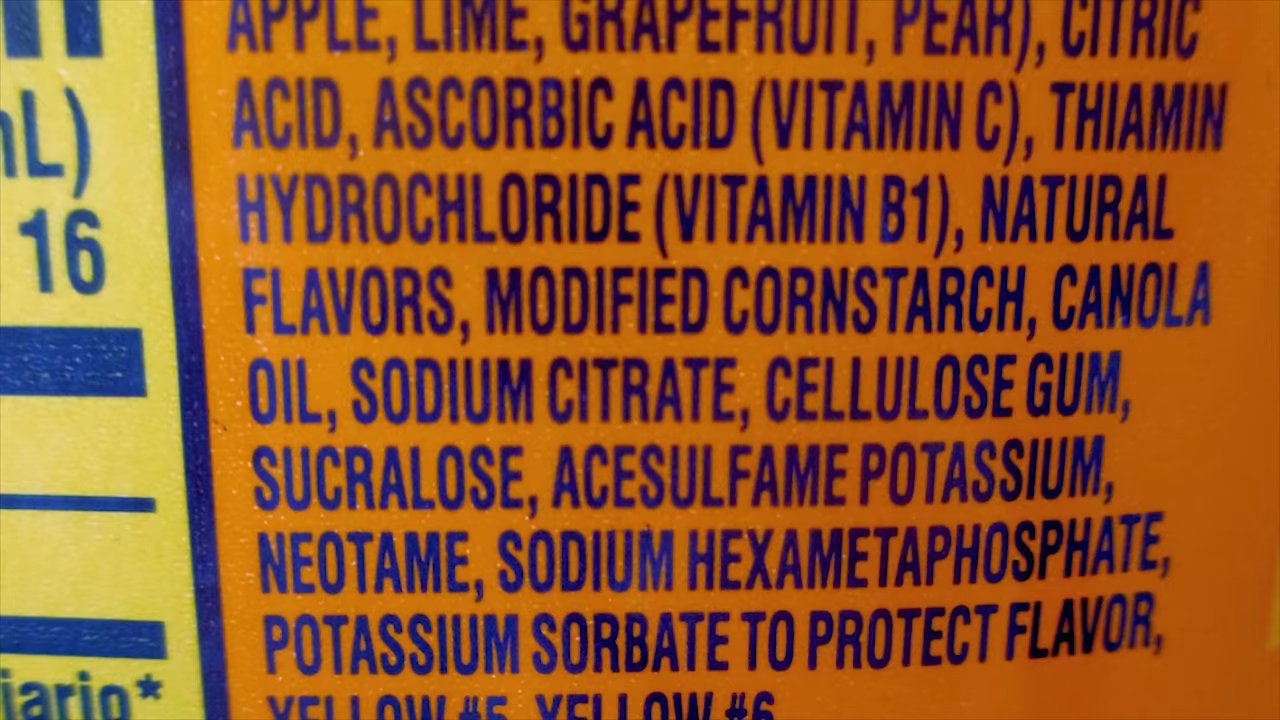 APPLE, LIME, GRAPEFRUIT, PEAR), CITRIC
ACID, ASCORBIC ACID (VITAMIN C), THIAMIN
HYDROCHLORIDE (VITAMIN B1), NATURAL
FLAVORS, MODIFIED CORNSTARCH, CANOLA
OIL, SODIUM CITRATE, CELLULOSE GUM,
SUCRALOSE, ACESULFAME POTASSIUM,
NEOTAME, SODIUM HEXAMETAPHOSPHATE,
POTASSIUM SORBATE TO PROTECT FLAVOR,
YELLOW #5, YELLOW #6
mL)
16
iario*